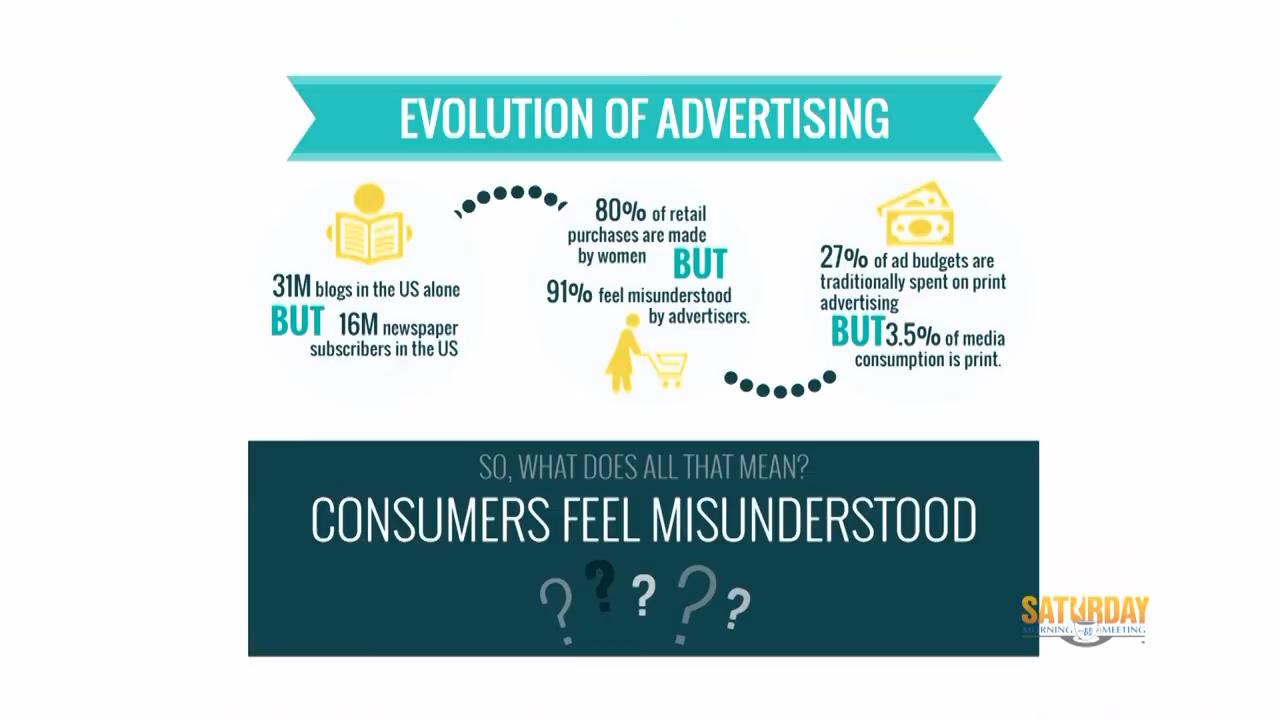 EVOLUTION OF ADVERTISING
31M blogs in the US alone
BUT 16M newspaper
subscribers in the US
80% of retail
purchases are made
by women BUT
91% feel misunderstood
by advertisers.
27% of ad budgets are
traditionally spent on print
advertising
BUT 3.5% of media
consumption is print.
SO, WHAT DOES ALL THAT MEAN?
CONSUMERS FEEL MISUNDERSTOOD
? ? ? ? ?
SATURDAY
MORNING MEETING